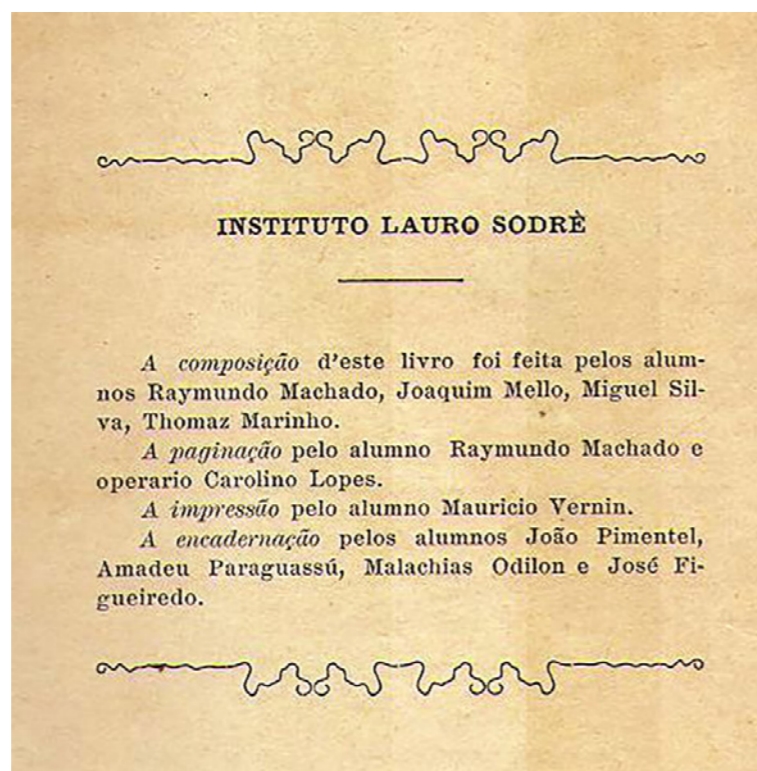 INSTITUTO LAURO SODRÈ
A composição d'este livro foi feita pelos alum-
nos Raymundo Machado, Joaquim Mello, Miguel Sil-
va, Thomaz Marinho.
A paginação pelo alumno Raymundo Machado e
operario Carolino Lopes.
A impressão pelo alumno Mauricio Vernin.
A encadernação pelos alumnos João Pimentel,
Amadeu Paraguassú, Malachias Odilon e José Fi-
gueiredo.